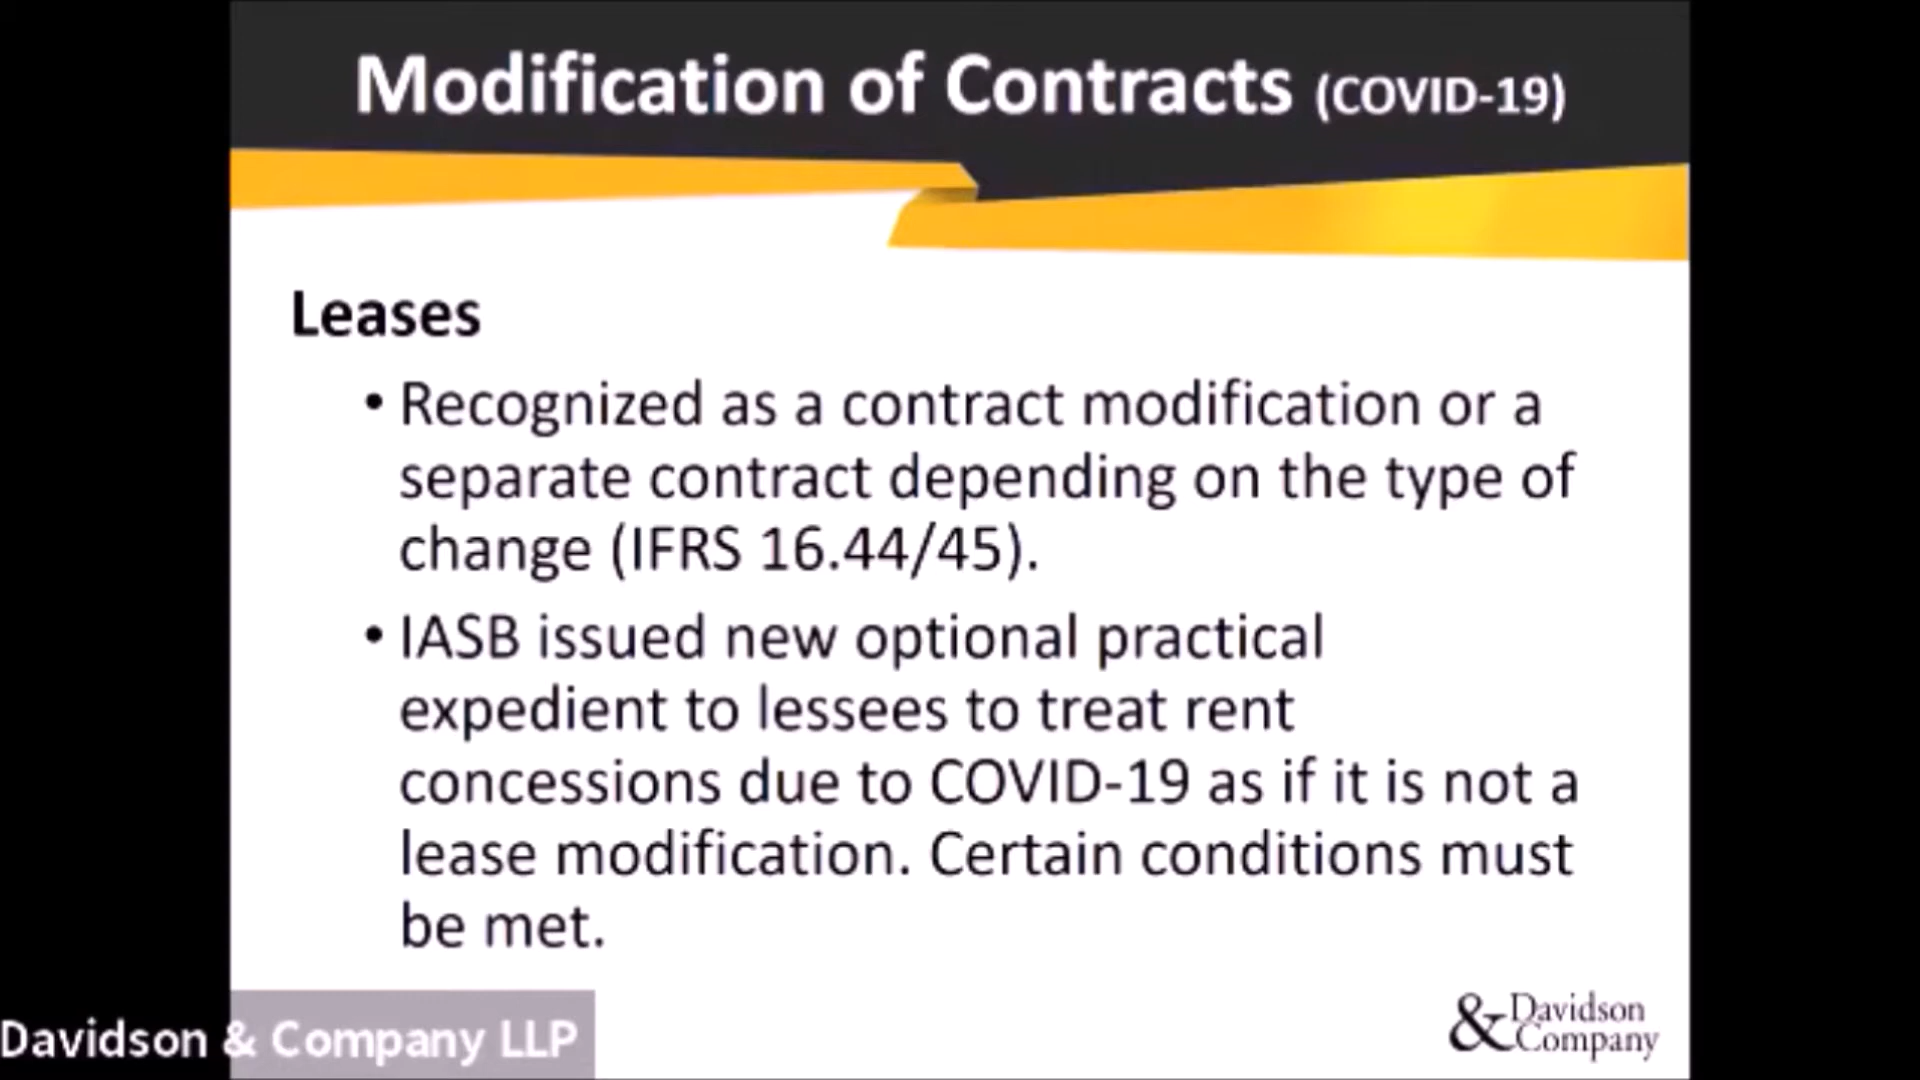 Modification of Contracts (COVID-19)
Leases
• Recognized as a contract modification or a
separate contract depending on the type of
change (IFRS 16.44/45).
• IASB issued new optional practical
expedient to lessees to treat rent
concessions due to COVID-19 as if it is not a
lease modification. Certain conditions must
be met.
Davidson & Company LLP
& Davidson
Company